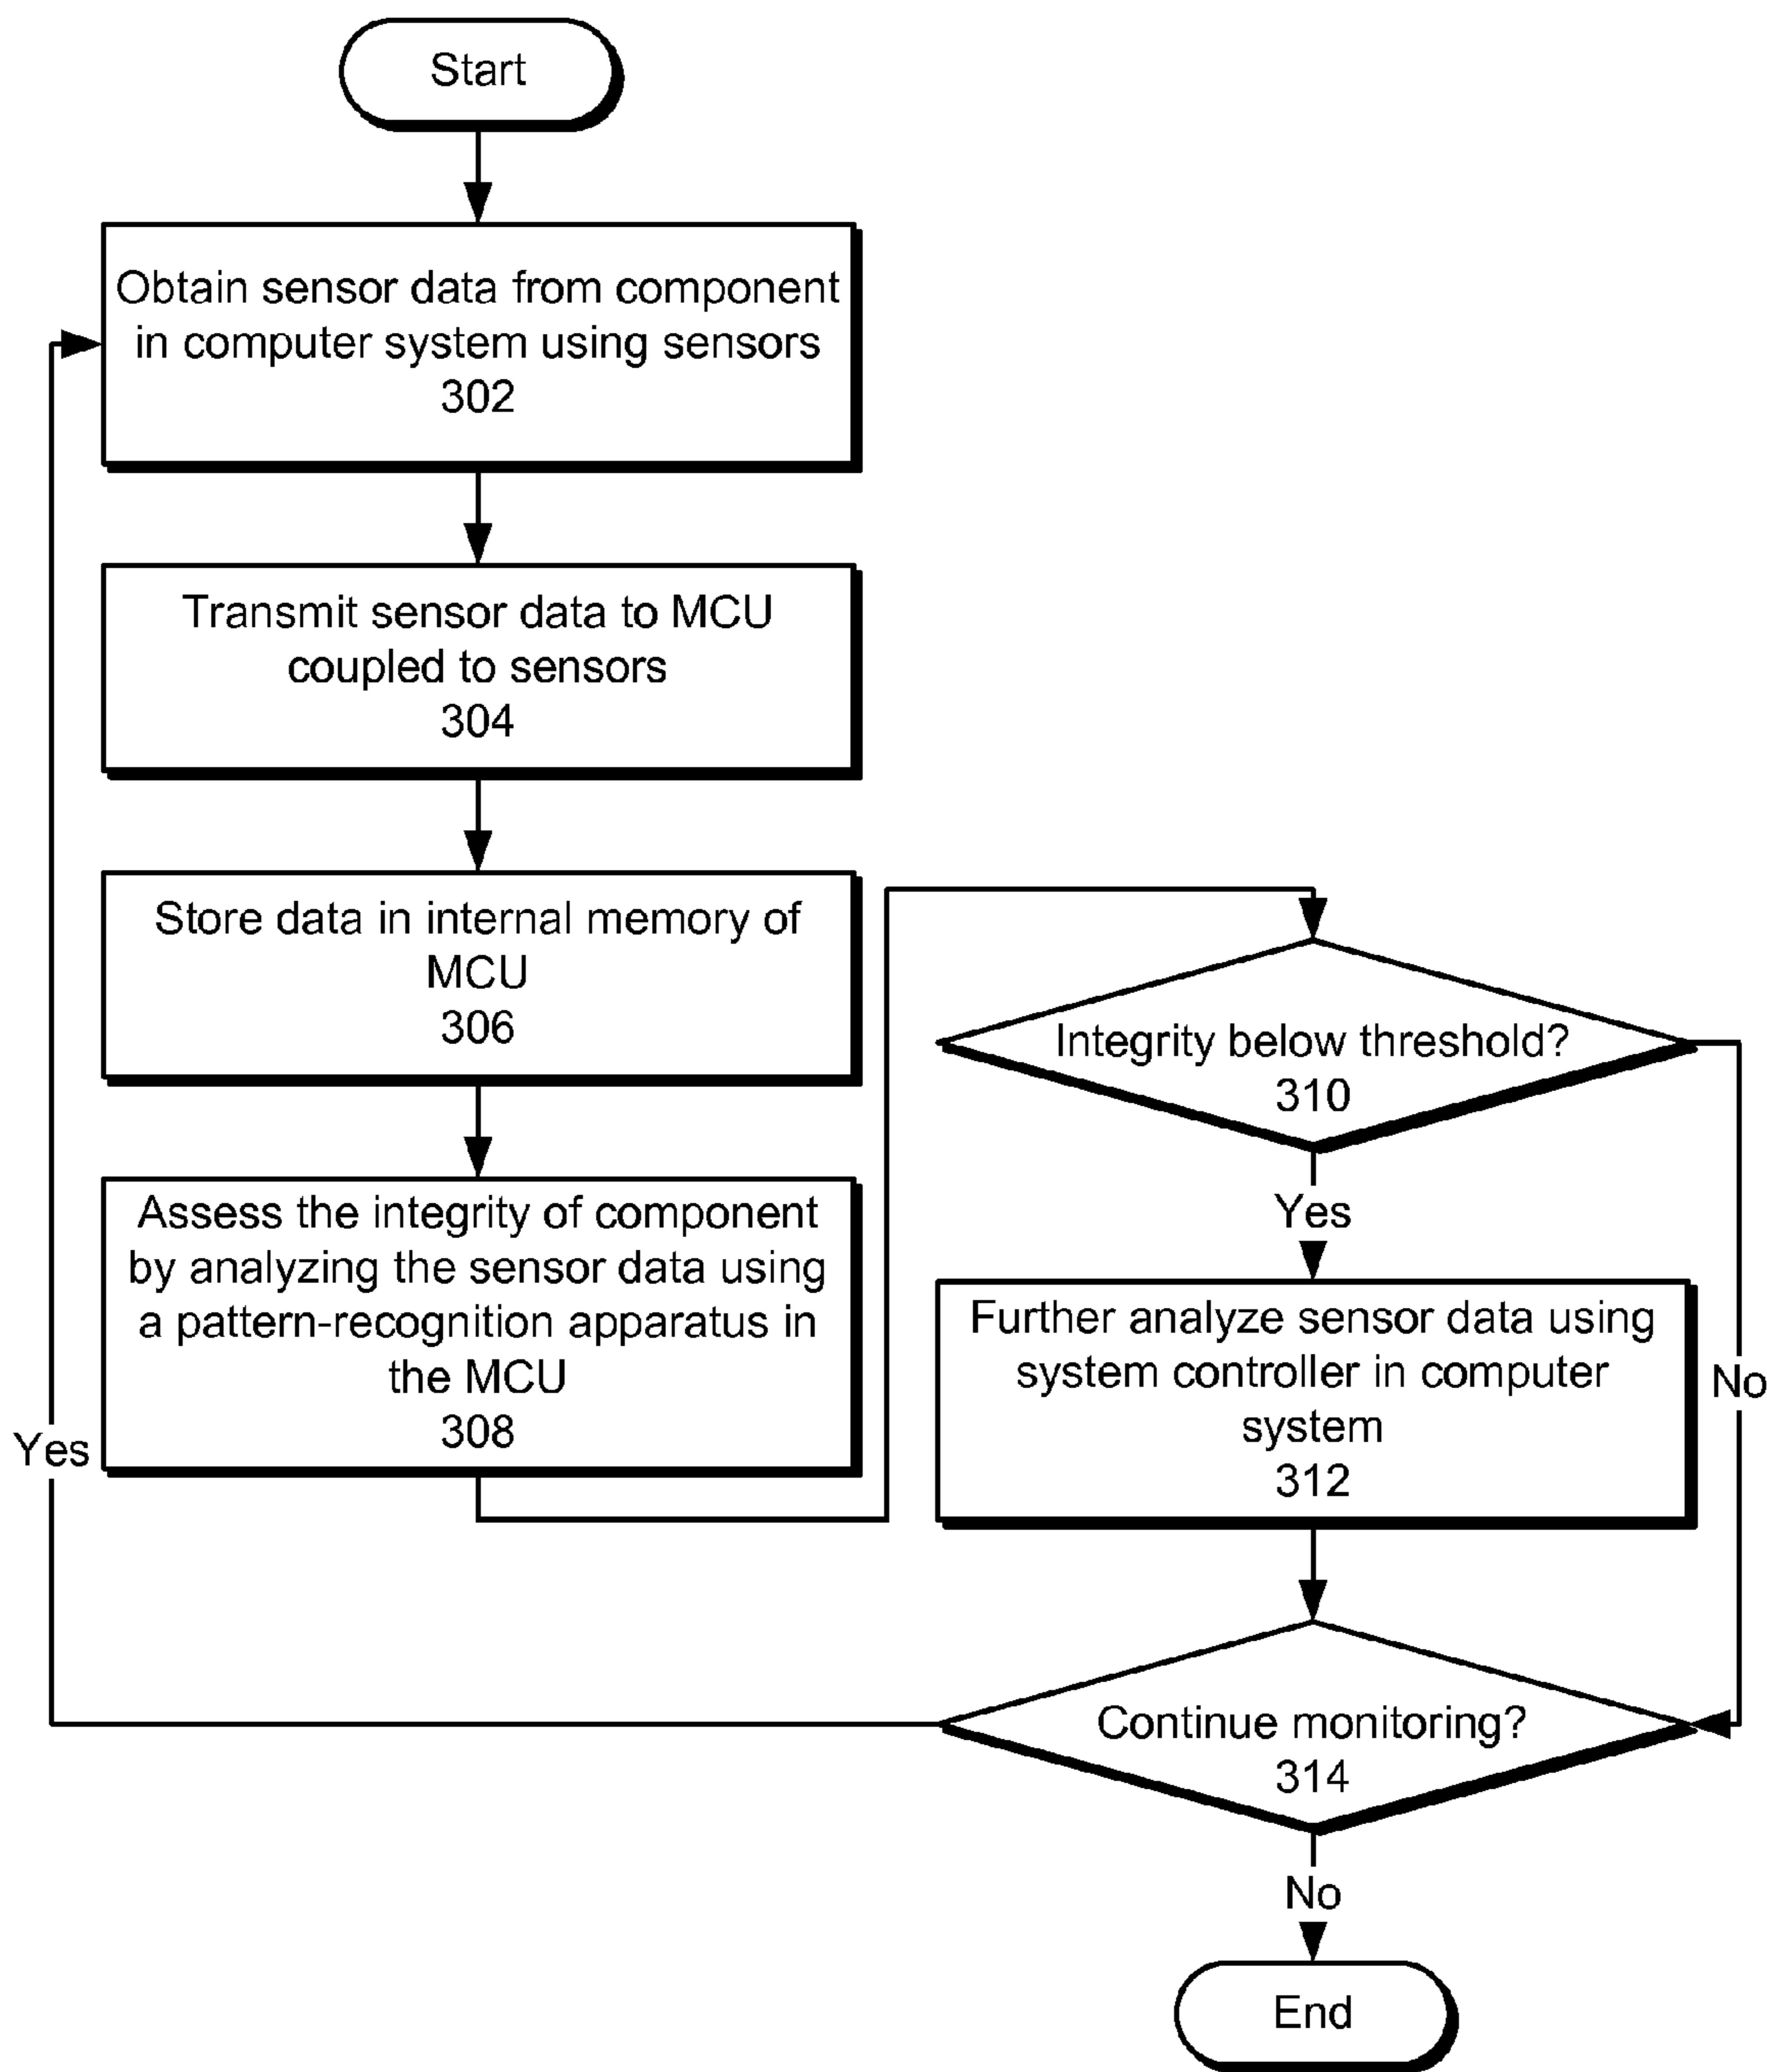 Start
Obtain sensor data from component
in computer system using sensors
302
Transmit sensor data to MCU
coupled to sensors
304
Store data in internal memory of
MCU
306
Assess the integrity of component
by analyzing the sensor data using
a pattern-recognition apparatus in
the MCU
308
Integrity below threshold?
310
Yes
No
Further analyze sensor data using
system controller in computer
system
312
Continue monitoring?
314
Yes
No
End